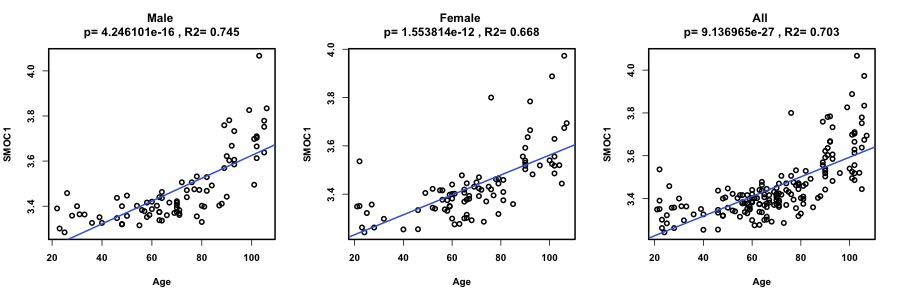 Male
p= 4.246101e-16 , R2= 0.745
SMOC1
3.4 3.6 3.8 4.0
20 40 60 80 100
Age
Female
p= 1.553814e-12 , R2= 0.668
SMOC1
3.4 3.6 3.8 4.0
20 40 60 80 100
Age
All
p= 9.136965e-27 , R2= 0.703
SMOC1
3.4 3.6 3.8 4.0
20 40 60 80 100
Age